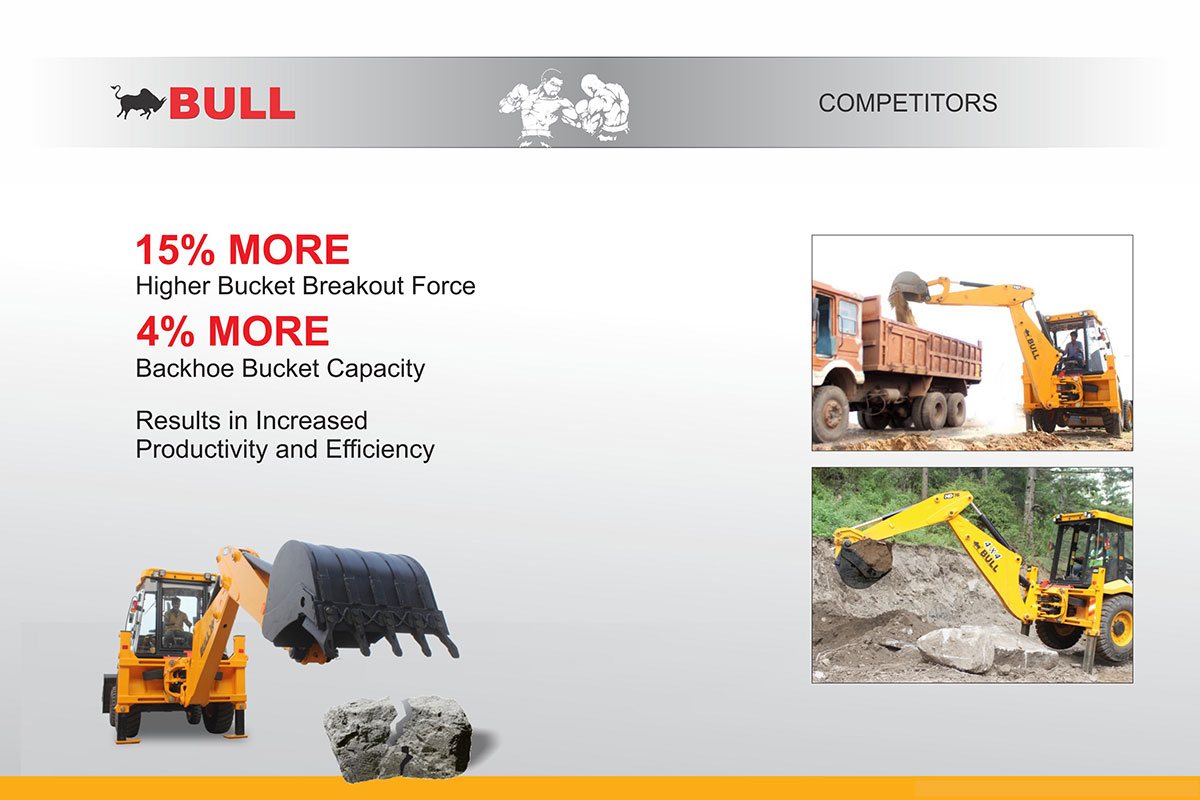 BULL
COMPETITORS
15% MORE
Higher Bucket Breakout Force
4% MORE
Backhoe Bucket Capacity
Results in Increased
Productivity and Efficiency
BULL
4X4
BULL